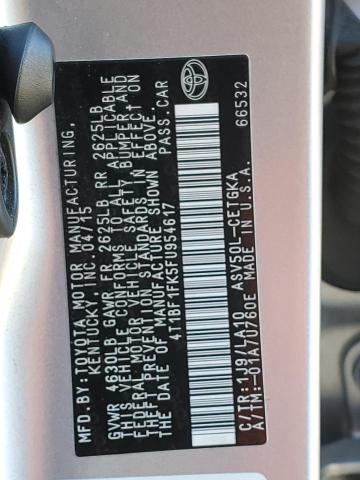 MFD.BY:TOYOTA MOTOR MANUFACTURING,
KENTUCKY, INC. 04/15
GVWR 4630LB GAWR FR 2625LB RR 2625LB
THIS VEHICLE CONFORMS TO ALL APPLICABLE
FEDERAL MOTOR VEHICLE SAFETY, BUMPER, AND
THEFT PREVENTION STANDARDS IN EFFECT ON
THE DATE OF MANUFACTURE SHOWN ABOVE.
4T1BF1FK5FU954617 PASS.CAR
C/TR:1J9/LA10 ASV50L-CETGKA
A/TM:-01A/U760E MADE IN U.S.A.
66532